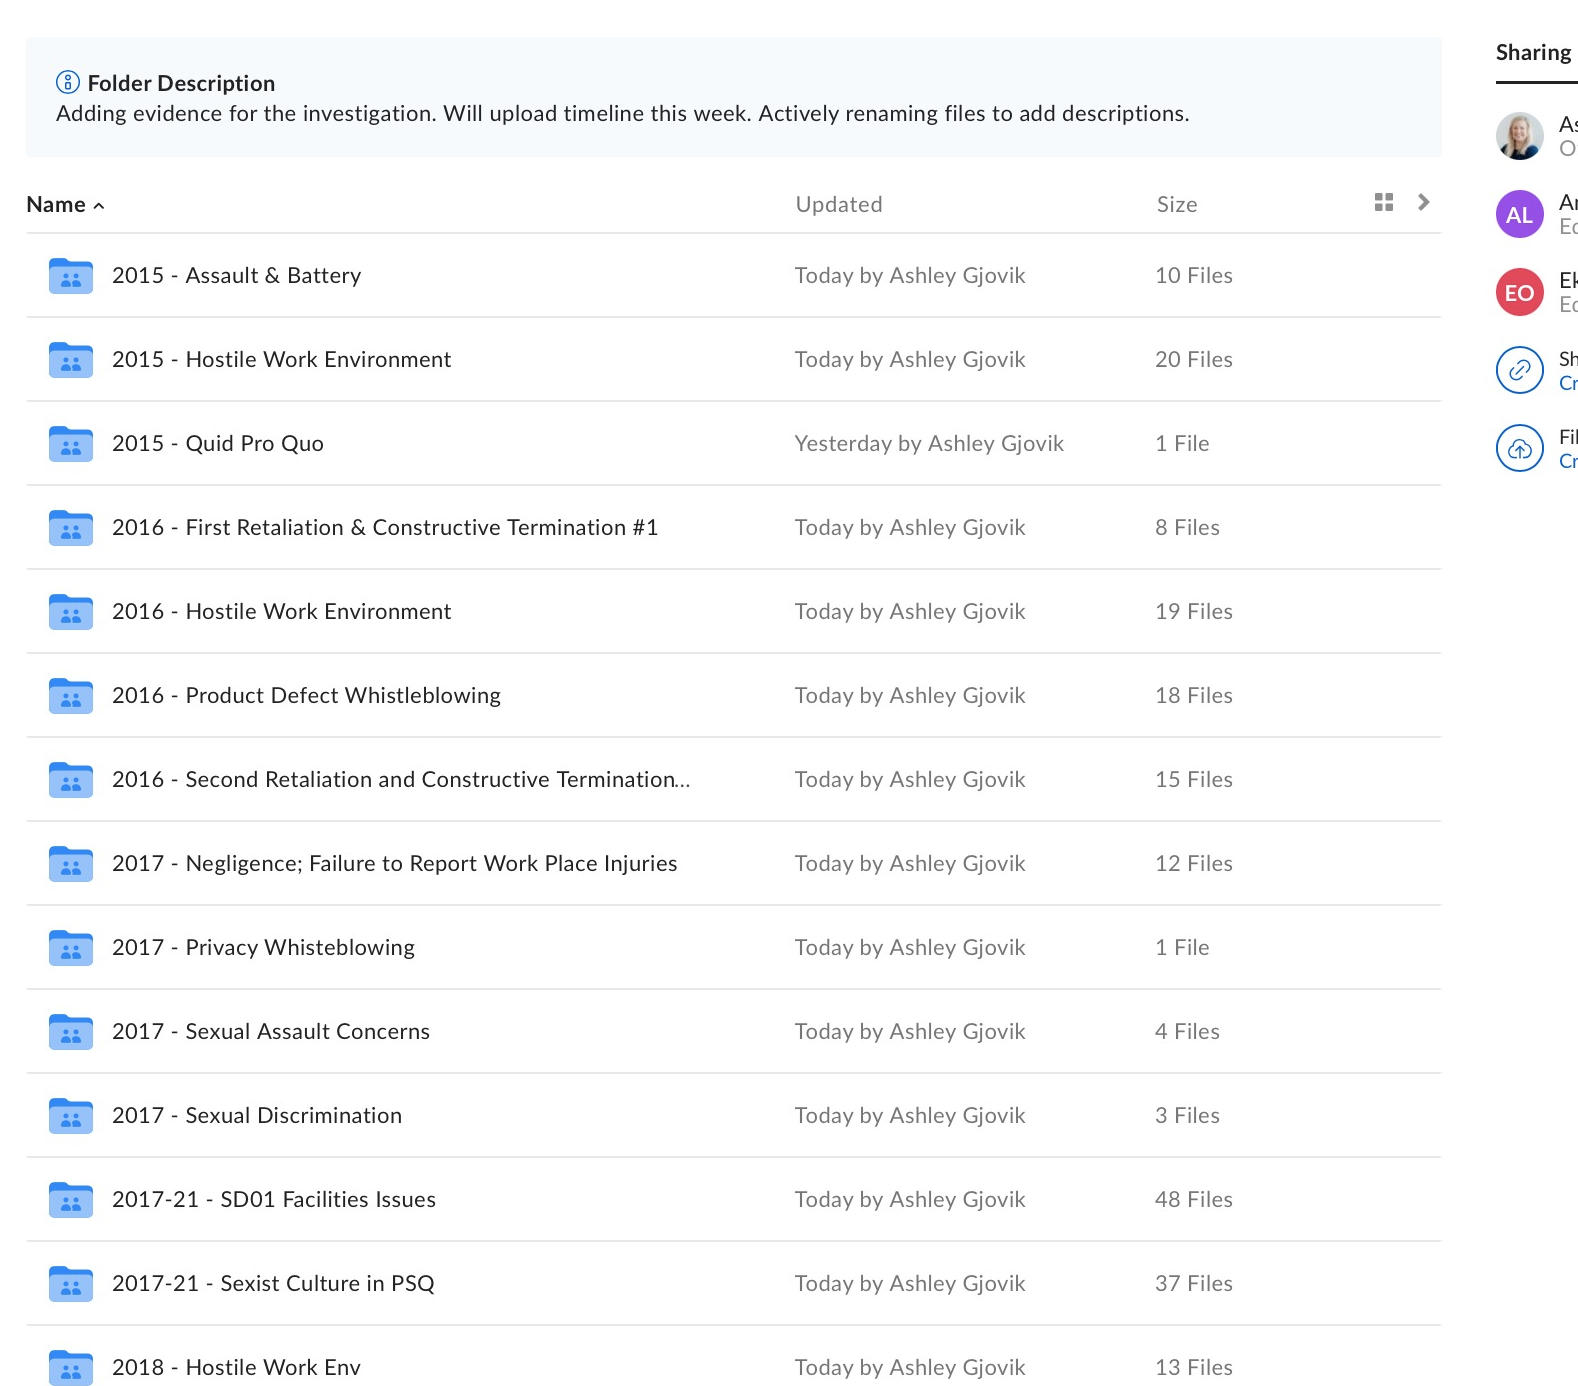 Folder Description
Adding evidence for the investigation. Will upload timeline this week. Actively renaming files to add descriptions.
Name Updated Size
2015 - Assault & Battery Today by Ashley Gjovik 10 Files
2015 - Hostile Work Environment Today by Ashley Gjovik 20 Files
2015 - Quid Pro Quo Yesterday by Ashley Gjovik 1 File
2016 - First Retaliation & Constructive Termination #1 Today by Ashley Gjovik 8 Files
2016 - Hostile Work Environment Today by Ashley Gjovik 19 Files
2016 - Product Defect Whistleblowing Today by Ashley Gjovik 18 Files
2016 - Second Retaliation and Constructive Termination... Today by Ashley Gjovik 15 Files
2017 - Negligence; Failure to Report Work Place Injuries Today by Ashley Gjovik 12 Files
2017 - Privacy Whisteblowing Today by Ashley Gjovik 1 File
2017 - Sexual Assault Concerns Today by Ashley Gjovik 4 Files
2017 - Sexual Discrimination Today by Ashley Gjovik 3 Files
2017-21 - SD01 Facilities Issues Today by Ashley Gjovik 48 Files
2017-21 - Sexist Culture in PSQ Today by Ashley Gjovik 37 Files
2018 - Hostile Work Env Today by Ashley Gjovik 13 Files
Sharing
As
O
AL
Ar
Ed
EO
Ek
Ed
Sh
Cr
Fil
Cr